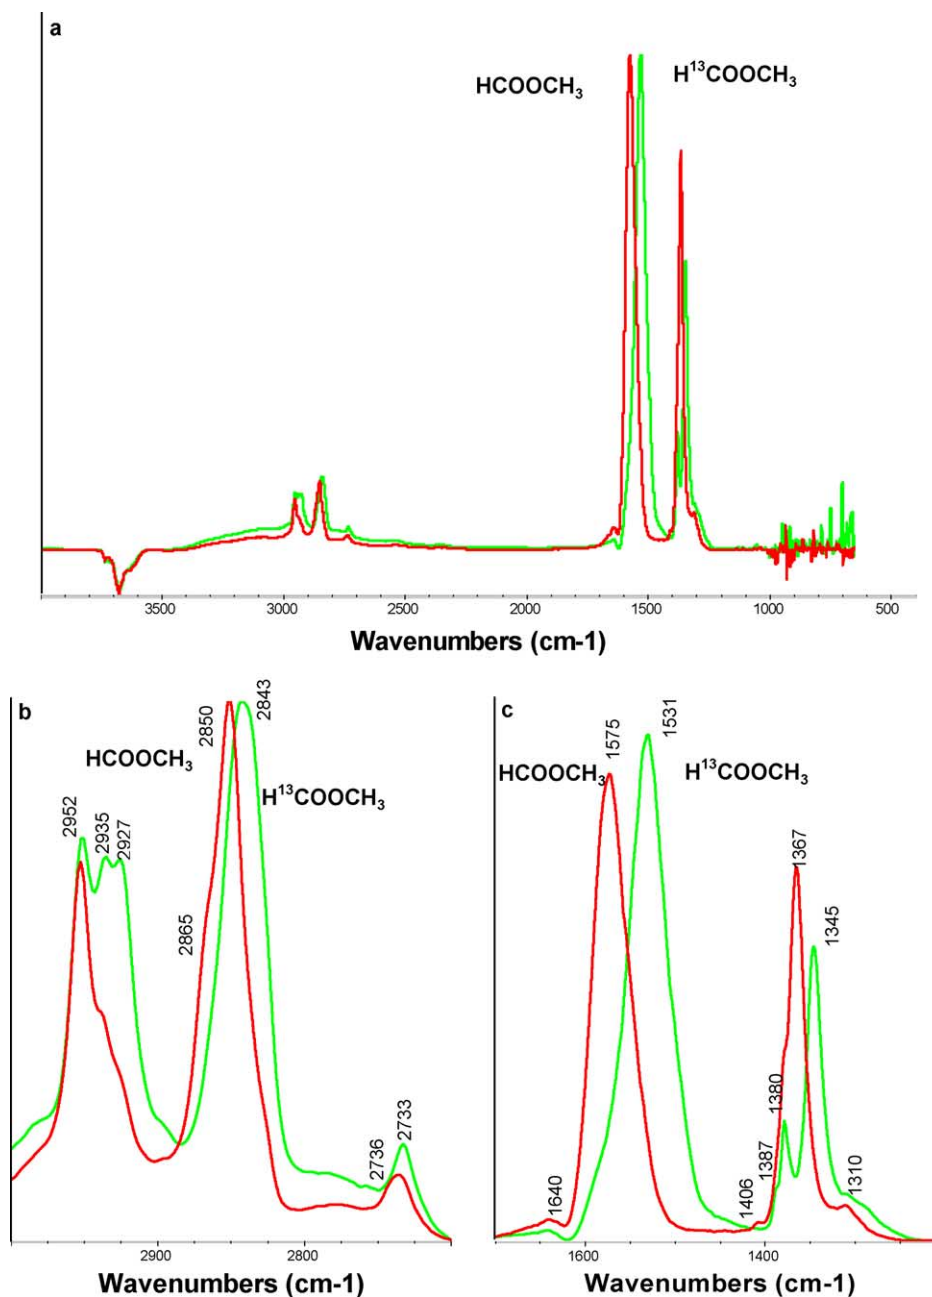 a
HCOOCH3
H13COOCH3
3500 3000 2500 2000 1500 1000 500
Wavenumbers (cm-1)
b
2850
2843
HCOOCH3
H13COOCH3
2952
2935
2927
2865
2736
2733
2900 2800
Wavenumbers (cm-1)
c
1575
1531
HCOOCH3
H13COOCH3
1367
1345
1640
1406
1387
1380
1310
1600 1400
Wavenumbers (cm-1)